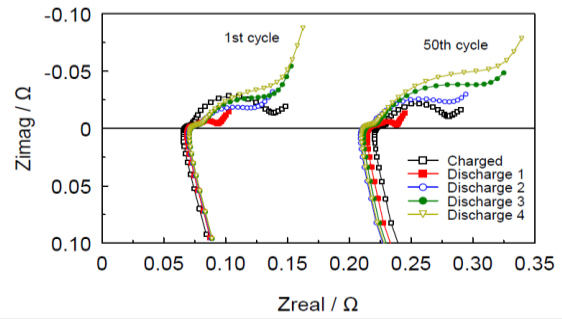 -0.10
1st cycle
50th cycle
-0.05
Zimag / Ω
0
Charged
Discharge 1
Discharge 2
0.05
Discharge 3
Discharge 4
0.10
0 0.05 0.10 0.15 0.20 0.25 0.30 0.35
Zreal / Ω